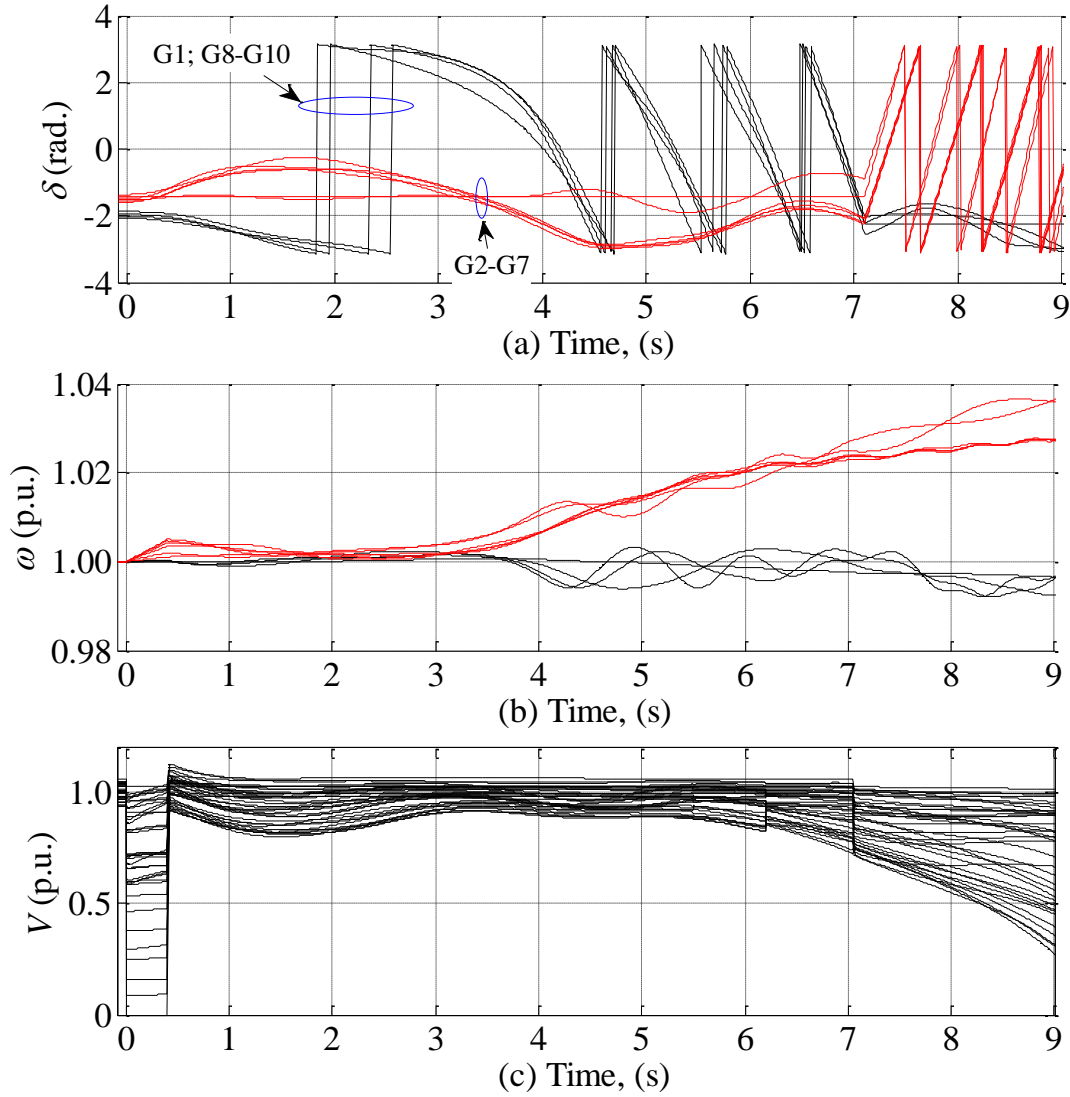 4
2
0
-2
-4
δ (rad.)
G1; G8-G10
G2-G7
0 1 2 3 4 5 6 7 8 9
(a) Time, (s)
1.04
1.02
1.00
0.98
ω (p.u.)
0 1 2 3 4 5 6 7 8 9
(b) Time, (s)
1.0
0.5
0
V (p.u.)
0 1 2 3 4 5 6 7 8 9
(c) Time, (s)